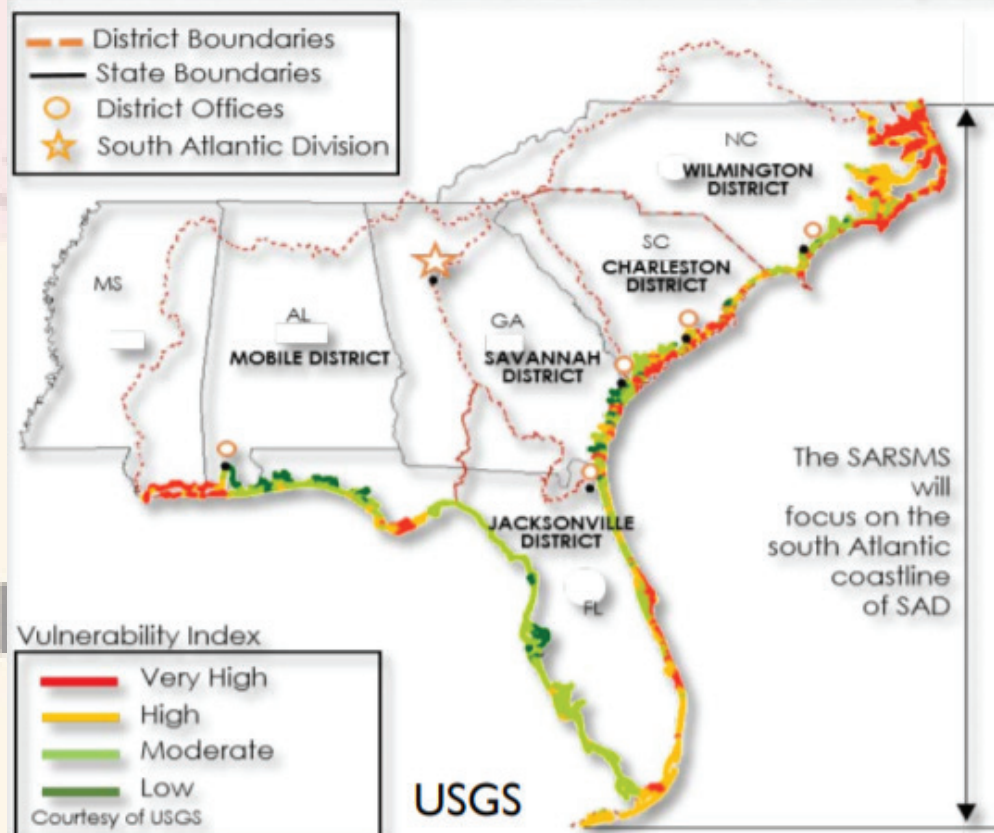 District Boundaries
State Boundaries
District Offices
South Atlantic Division
NC
WILMINGTON
DISTRICT
SC
CHARLESTON
DISTRICT
MS
AL
MOBILE DISTRICT
GA
SAVANNAH
DISTRICT
JACKSONVILLE
DISTRICT
FL
The SARSMS
will
focus on the
south Atlantic
coastline
of SAD
Vulnerability Index
Very High
High
Moderate
Low
Courtesy of USGS
USGS